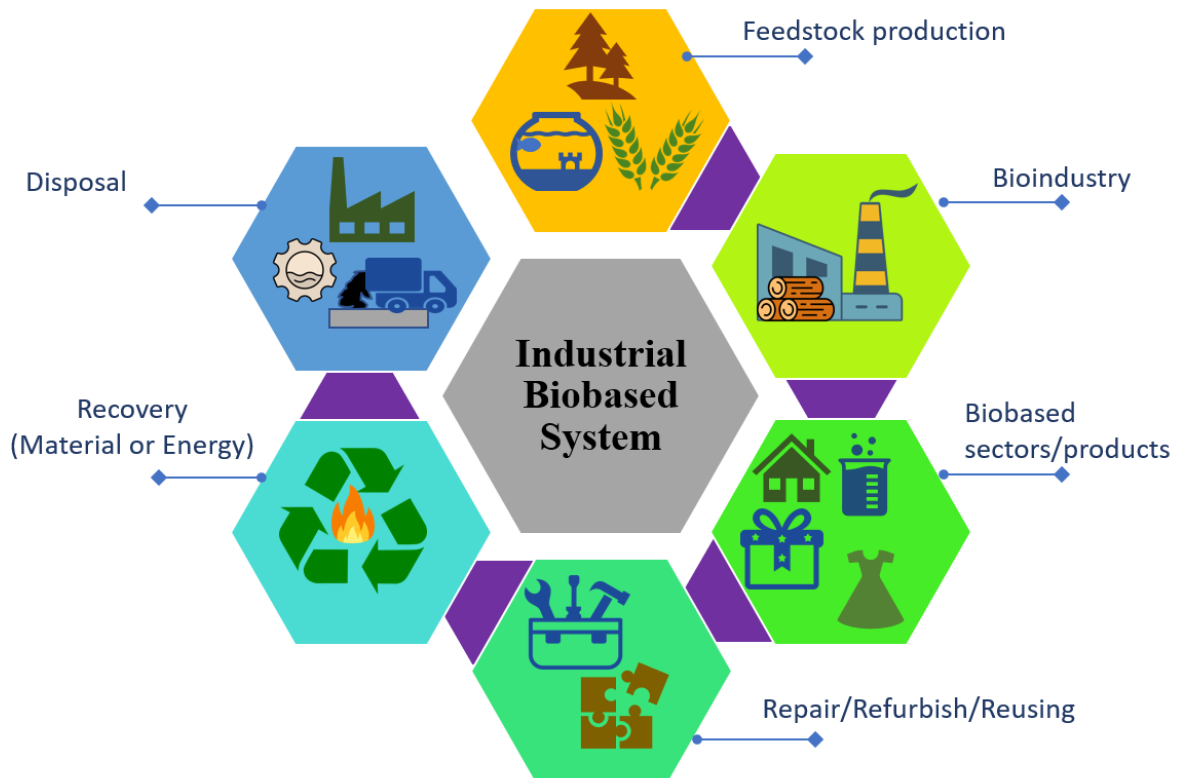 Feedstock production
Disposal
Bioindustry
Industrial
Biobased
System
Recovery
(Material or Energy)
Biobased
sectors/products
Repair/Refurbish/Reusing